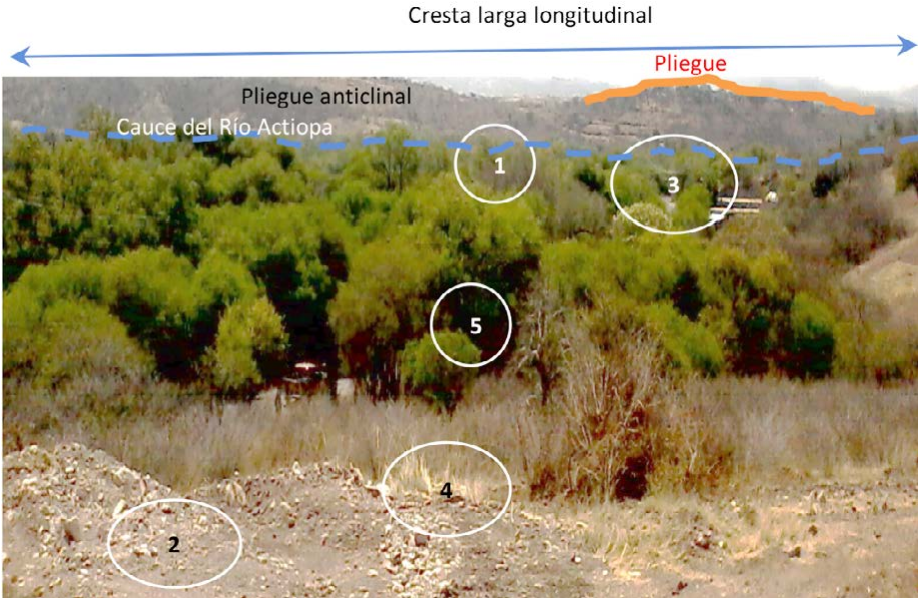 Cresta larga longitudinal
Pliegue
Pliegue anticlinal
Cauce del Río Actiopa
1
3
5
4
2